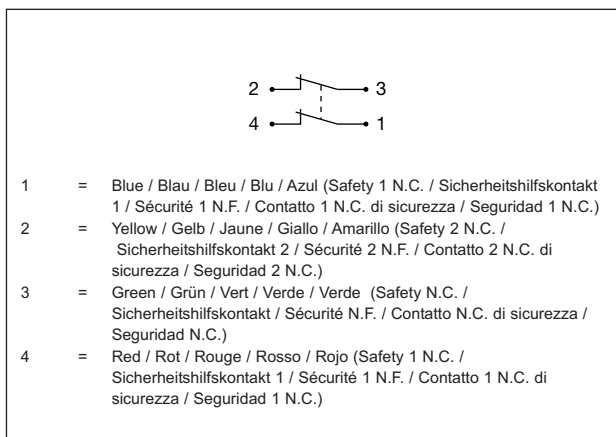 2 3
4 1
1 = Blue / Blau / Bleu / Blu / Azul (Safety 1 N.C. / Sicherheitshilfskontakt
1 / Sécurité 1 N.F. / Contatto 1 N.C. di sicurezza / Seguridad 1 N.C.)
2 = Yellow / Gelb / Jaune / Giallo / Amarillo (Safety 2 N.C. /
Sicherheitshilfskontakt 2 / Sécurité 2 N.F. / Contatto 2 N.C. di
sicurezza / Seguridad 2 N.C.)
3 = Green / Grün / Vert / Verde / Verde (Safety N.C. /
Sicherheitshilfskontakt / Sécurité N.F. / Contatto N.C. di sicurezza /
Seguridad N.C.)
4 = Red / Rot / Rouge / Rosso / Rojo (Safety 1 N.C. /
Sicherheitshilfskontakt 1 / Sécurité 1 N.F. / Contatto 1 N.C. di
sicurezza / Seguridad 1 N.C.)